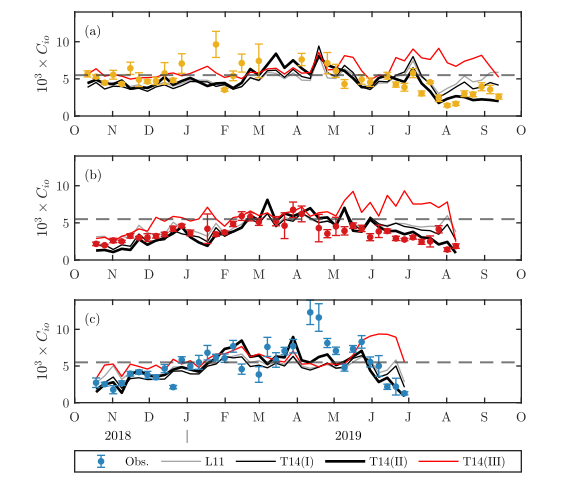 (a)
10
5
0
10³ × C_io
O N D J F M A M J J A S O
(b)
10
5
0
10³ × C_io
O N D J F M A M J J A S O
(c)
10
5
0
10³ × C_io
O N D J F M A M J J A S O
2018 | 2019
Obs. L11 T14(I) T14(II) T14(III)